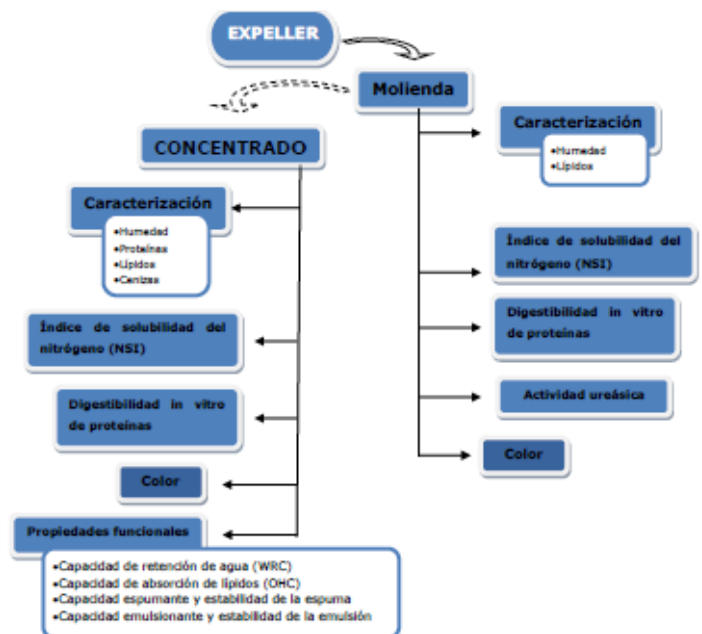 EXPELLER
Molienda
Caracterización
•Humedad
•Lípidos
CONCENTRADO
Caracterización
•Humedad
•Proteínas
•Lípidos
•Cenizas
Índice de solubilidad del
nitrógeno (NSI)
Digestibilidad in vitro
de proteínas
Actividad ureásica
Color
Índice de solubilidad del
nitrógeno (NSI)
Digestibilidad in vitro
de proteínas
Color
Propiedades funcionales
•Capacidad de retención de agua (WRC)
•Capacidad de absorción de lípidos (OHC)
•Capacidad espumante y estabilidad de la espuma
•Capacidad emulsionante y estabilidad de la emulsión